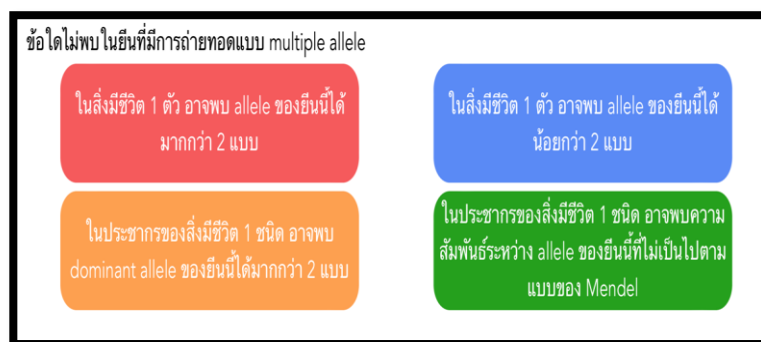 ข้อใดไม่พบในยีนที่มีการถ่ายทอดแบบ multiple allele
ในสิ่งมีชีวิต 1 ตัว อาจพบ allele ของยีนนี้ได้
มากกว่า 2 แบบ
ในสิ่งมีชีวิต 1 ตัว อาจพบ allele ของยีนนี้ได้
น้อยกว่า 2 แบบ
ในประชากรของสิ่งมีชีวิต 1 ชนิด อาจพบ
dominant allele ของยีนนี้ได้มากกว่า 2 แบบ
ในประชากรของสิ่งมีชีวิต 1 ชนิด อาจพบความ
สัมพันธ์ระหว่าง allele ของยีนนี้ที่ไม่เป็นไปตาม
แบบของ Mendel